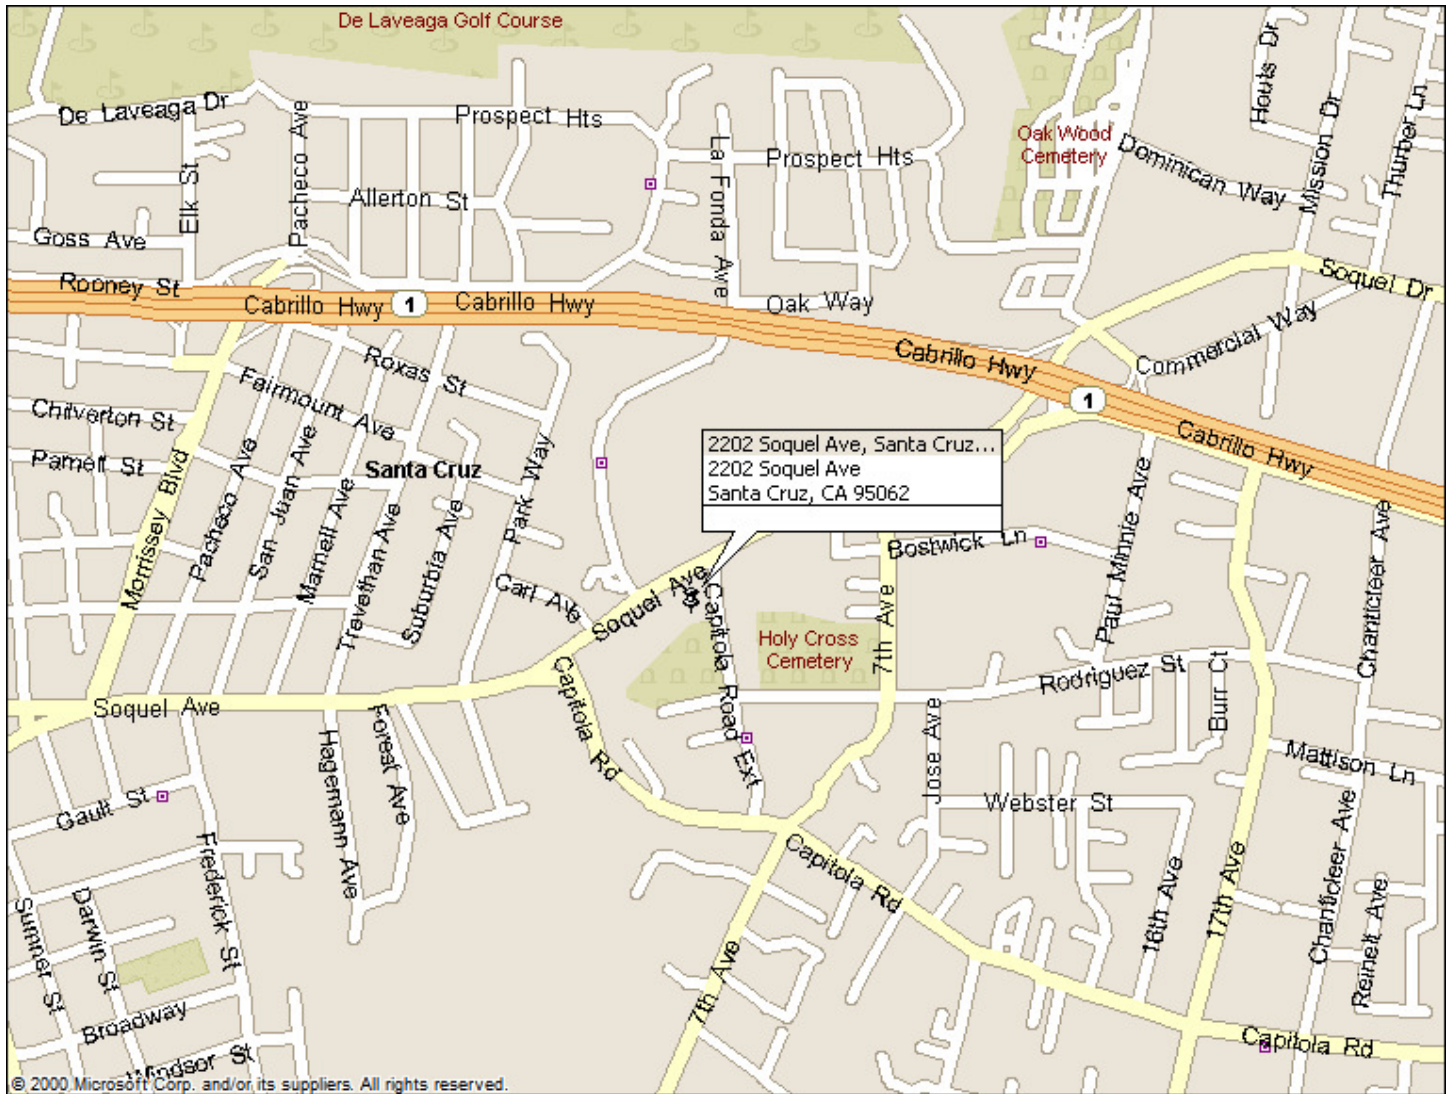 De Laveaga Golf Course
De Laveaga Dr
Pacheco Ave
Prospect Hts
La Fonda Ave
Prospect Hts
Oak Wood
Cemetery
Dominican Way
Houts Dr
Mission Dr
Thurber Ln
Elk St
Allerton St
Goss Ave
Rooney St
Cabrillo Hwy
1
Cabrillo Hwy
Oak Way
Soquel Dr
Commercial Way
Cabrillo Hwy
1
Cabrillo Hwy
Roxas St
Fairmount Ave
Chilverton St
Parnell St
Santa Cruz
Morrissey Blvd
Pacheco Ave
San Juan Ave
Marnell Ave
Trevethan Ave
Suburbia Ave
Park Way
2202 Soquel Ave, Santa Cruz...
2202 Soquel Ave
Santa Cruz, CA 95062
Bostwick Ln
Paul Minnie Ave
Chanticleer Ave
Carl Ave
Soquel Ave
Capitola Road Ext
7th Ave
Holy Cross
Cemetery
Rodriguez St
Burr Ct
Soquel Ave
Capitola Rd
Hagemann Ave
Forest Ave
Jose Ave
Mattison Ln
Webster St
Gault St
Frederick St
Capitola Rd
16th Ave
17th Ave
Chanticleer Ave
Reinelt Ave
Sumner St
Darwin St
7th Ave
Broadway
Windsor St
Capitola Rd
© 2000 Microsoft Corp. and/or its suppliers. All rights reserved.